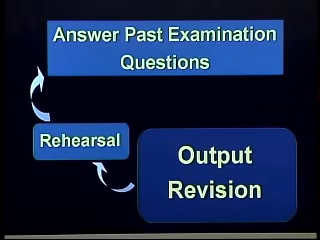 Answer Past Examination
Questions
Rehearsal
Output
Revision